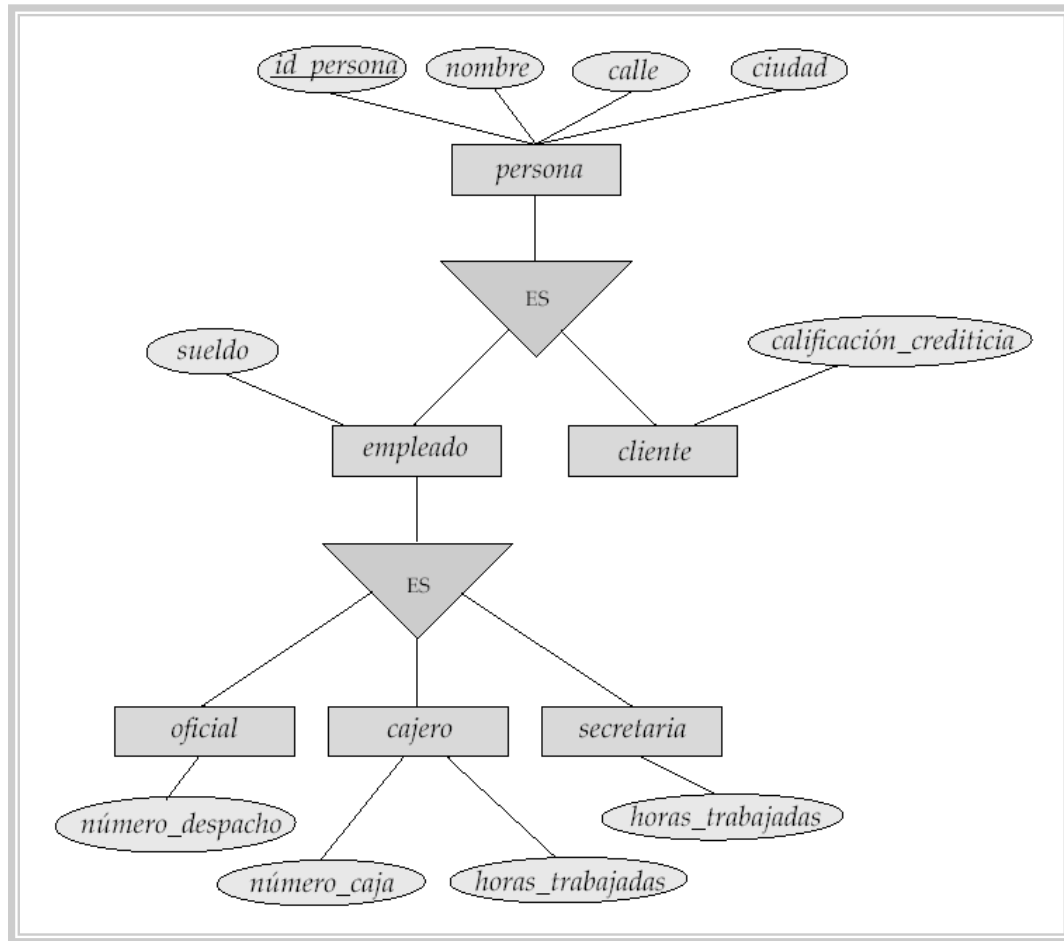 id_persona
nombre
calle
ciudad
persona
ES
sueldo
calificación_crediticia
empleado
cliente
ES
oficial
cajero
secretaria
número_despacho
horas_trabajadas
número_caja
horas_trabajadas